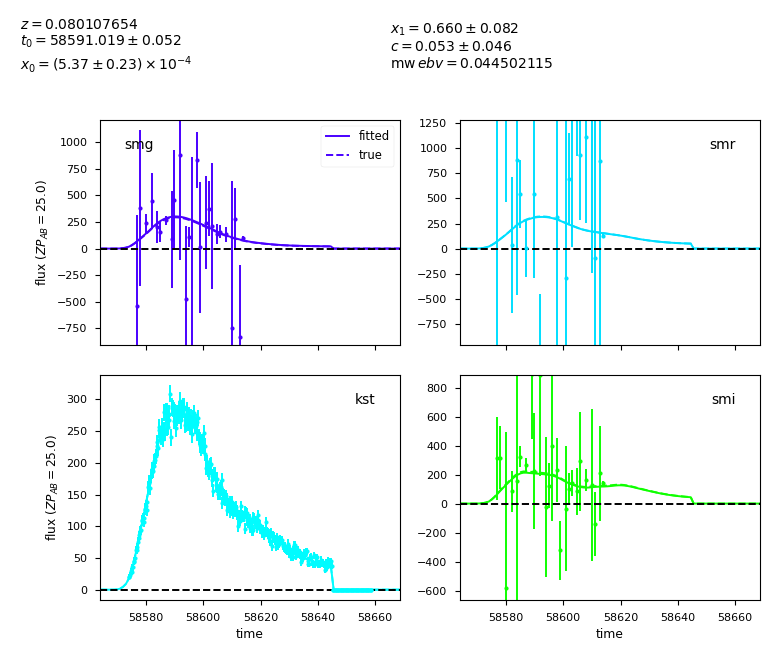 z = 0.080107654
t₀ = 58591.019 ± 0.052
x₀ = (5.37 ± 0.23) × 10⁻⁴
x₁ = 0.660 ± 0.082
c = 0.053 ± 0.046
mw ebv = 0.044502115
smg
fitted
true
1000
750
500
250
0
−250
−500
−750
flux (ZP_AB = 25.0)
smr
1250
1000
750
500
250
0
−250
−500
−750
kst
300
250
200
150
100
50
0
flux (ZP_AB = 25.0)
58580 58600 58620 58640 58660
time
smi
800
600
400
200
0
−200
−400
−600
58580 58600 58620 58640 58660
time